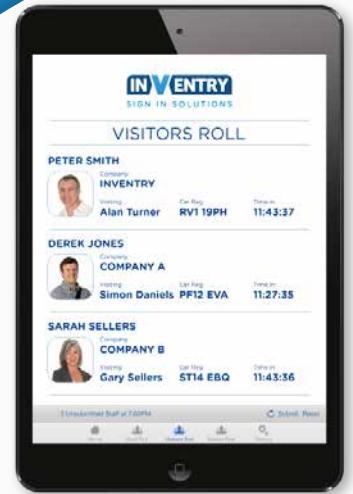 INVENTRY
SIGN IN SOLUTIONS
VISITORS ROLL
PETER SMITH
Company
INVENTRY
Visiting Car Reg Time in
Alan Turner RV1 19PH 11:43:37
DEREK JONES
Company
COMPANY A
Visiting Car Reg Time in
Simon Daniels PF12 EVA 11:27:35
SARAH SELLERS
Company
COMPANY B
Visiting Car Reg Time in
Gary Sellers ST14 EBQ 11:43:36
Submit Reset